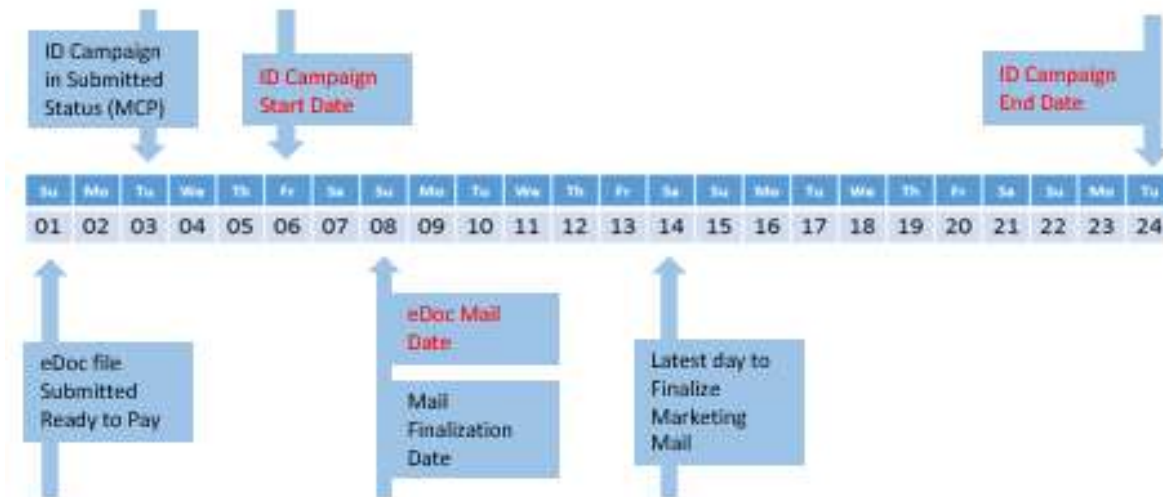 ID Campaign
in Submitted
Status (MCP)
ID Campaign
Start Date
ID Campaign
End Date
Su Mo Tu We Th Fr Sa Su Mo Tu We Th Fr Sa Su Mo Tu We Th Fr Sa Su Mo Tu
01 02 03 04 05 06 07 08 09 10 11 12 13 14 15 16 17 18 19 20 21 22 23 24
eDoc file
Submitted
Ready to Pay
eDoc Mail
Date
Mail
Finalization
Date
Latest day to
Finalize
Marketing
Mail